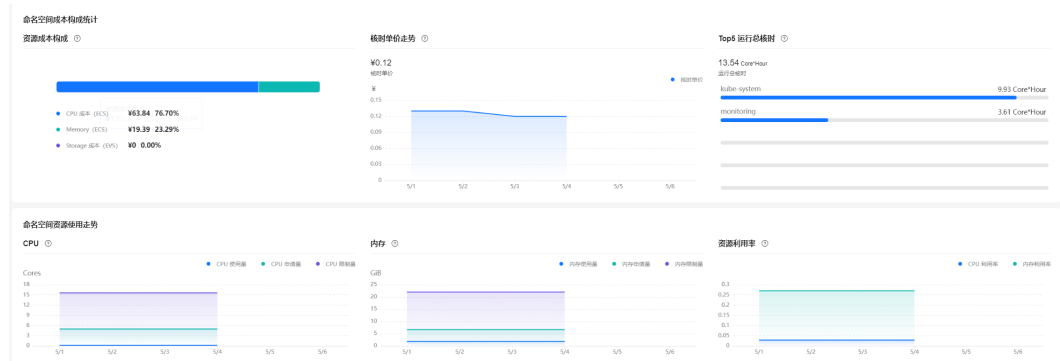 命名空间成本构成统计
资源成本构成
CPU 成本 (ECS) ¥63.84 76.70%
Memory (ECS) ¥19.39 23.29%
Storage 成本 (EVS) ¥0 0.00%
核时单价走势
¥0.12
核时单价
¥
核时单价
0.15
0.12
0.09
0.06
0.03
0
5/1 5/2 5/3 5/4 5/5 5/6
Top5 运行总核时
13.54 Core*Hour
运行总核时
kube-system 9.93 Core*Hour
monitoring 3.61 Core*Hour
命名空间资源使用走势
CPU
CPU 使用量 CPU 申请量 CPU 限制量
Cores
18
15
12
9
6
3
0
5/1 5/2 5/3 5/4 5/5 5/6
内存
内存使用量 内存申请量 内存限制量
GiB
25
20
15
10
5
0
5/1 5/2 5/3 5/4 5/5 5/6
资源利用率
CPU 利用率 内存利用率
0.3
0.25
0.2
0.15
0.1
0.05
0
5/1 5/2 5/3 5/4 5/5 5/6